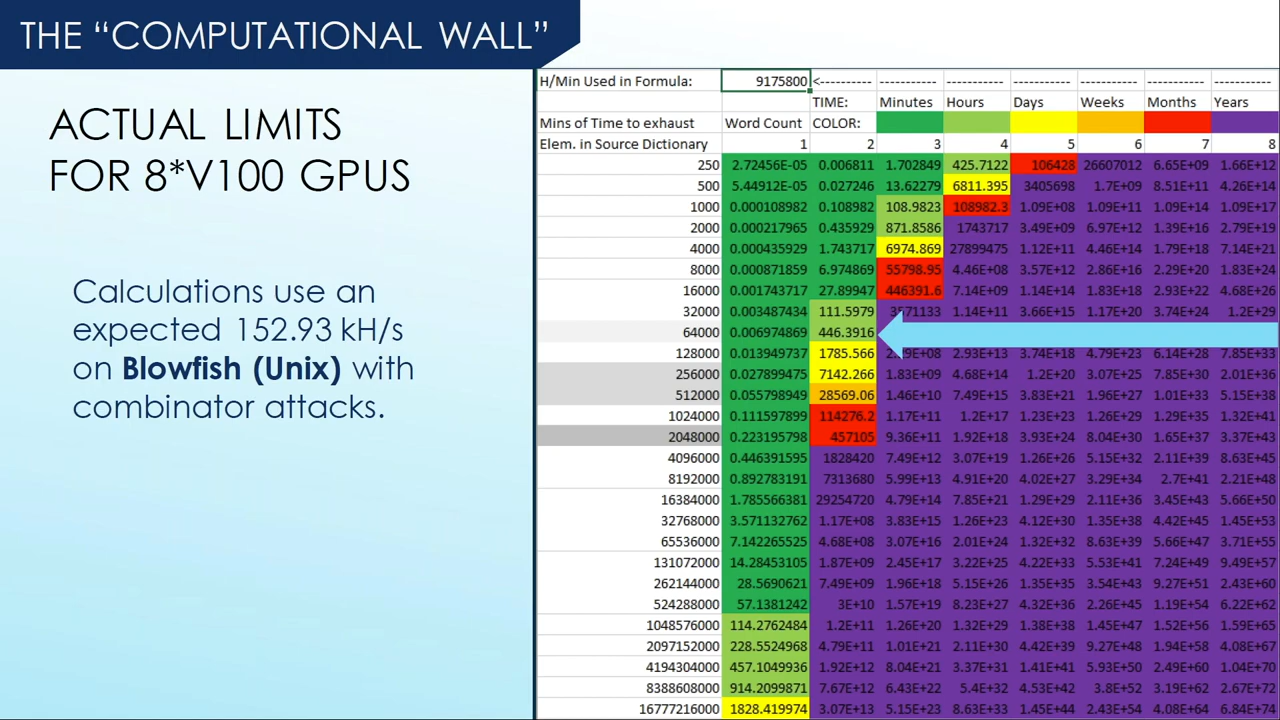 THE “COMPUTATIONAL WALL”
ACTUAL LIMITS
FOR 8*V100 GPUS
Calculations use an
expected 152.93 kH/s
on Blowfish (Unix) with
combinator attacks.
H/Min Used in Formula: 9175800 <---------- ---------- ---------- ---------- ---------- ---------- ----------
TIME: Minutes Hours Days Weeks Months Years
Mins of Time to exhaust Word Count COLOR:
Elem. in Source Dictionary 1 2 3 4 5 6 7 8
250 2.72456E-05 0.006811 1.702849 425.7122 106428 26607012 6.65E+09 1.66E+12
500 5.44912E-05 0.027246 13.62279 6811.395 3405698 1.7E+09 8.51E+11 4.26E+14
1000 0.000108982 0.108982 108.9823 108982.3 1.09E+08 1.09E+11 1.09E+14 1.09E+17
2000 0.000217965 0.435929 871.8586 1743717 3.49E+09 6.97E+12 1.39E+16 2.79E+19
4000 0.000435929 1.743717 6974.869 27899475 1.12E+11 4.46E+14 1.79E+18 7.14E+21
8000 0.000871859 6.974869 55798.95 4.46E+08 3.57E+12 2.86E+16 2.29E+20 1.83E+24
16000 0.001743717 27.89947 446391.6 7.14E+09 1.14E+14 1.83E+18 2.93E+22 4.68E+26
32000 0.003487434 111.5979 3571133 1.14E+11 3.66E+15 1.17E+20 3.74E+24 1.2E+29
64000 0.006974869 446.3916
128000 0.013949737 1785.566 2.93E+13 3.74E+18 4.79E+23 6.14E+28 7.85E+33
256000 0.027899475 7142.266 1.83E+09 4.68E+14 1.2E+20 3.07E+25 7.85E+30 2.01E+36
512000 0.055798949 28569.06 1.46E+10 7.49E+15 3.83E+21 1.96E+27 1.01E+33 5.15E+38
1024000 0.111597899 114276.2 1.17E+11 1.2E+17 1.23E+23 1.26E+29 1.29E+35 1.32E+41
2048000 0.223195798 457105 9.36E+11 1.92E+18 3.93E+24 8.04E+30 1.65E+37 3.37E+43
4096000 0.446391595 1828420 7.49E+12 3.07E+19 1.26E+26 5.15E+32 2.11E+39 8.63E+45
8192000 0.892783191 7313680 5.99E+13 4.91E+20 4.02E+27 3.29E+34 2.7E+41 2.21E+48
16384000 1.785566381 29254720 4.79E+14 7.85E+21 1.29E+29 2.11E+36 3.45E+43 5.66E+50
32768000 3.571132762 1.17E+08 3.83E+15 1.26E+23 4.12E+30 1.35E+38 4.42E+45 1.45E+53
65536000 7.142265525 4.68E+08 3.07E+16 2.01E+24 1.32E+32 8.63E+39 5.66E+47 3.71E+55
131072000 14.28453105 1.87E+09 2.45E+17 3.22E+25 4.22E+33 5.53E+41 7.24E+49 9.49E+57
262144000 28.5690621 7.49E+09 1.96E+18 5.15E+26 1.35E+35 3.54E+43 9.27E+51 2.43E+60
524288000 57.1381242 3E+10 1.57E+19 8.23E+27 4.32E+36 2.26E+45 1.19E+54 6.22E+62
1048576000 114.2762484 1.2E+11 1.26E+20 1.32E+29 1.38E+38 1.45E+47 1.52E+56 1.59E+65
2097152000 228.5524968 4.79E+11 1.01E+21 2.11E+30 4.42E+39 9.27E+48 1.94E+58 4.08E+67
4194304000 457.1049936 1.92E+12 8.04E+21 3.37E+31 1.41E+41 5.93E+50 2.49E+60 1.04E+70
8388608000 914.2099871 7.67E+12 6.43E+22 5.4E+32 4.53E+42 3.8E+52 3.19E+62 2.67E+72
16777216000 1828.419974 3.07E+13 5.15E+23 8.63E+33 1.45E+44 2.43E+54 4.08E+64 6.84E+74